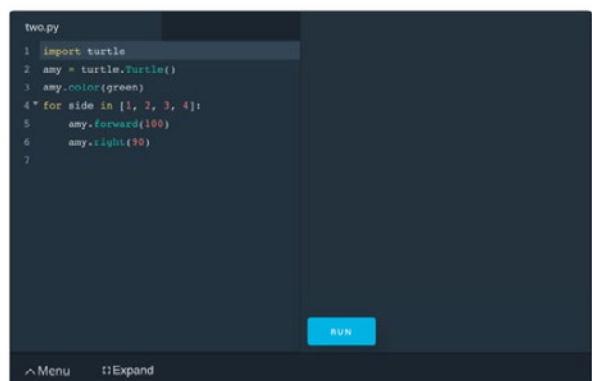 two.py
1 import turtle
2 amy = turtle.Turtle()
3 amy.color(green)
4 for side in [1, 2, 3, 4]:
5 amy.forward(100)
6 amy.right(90)
7
RUN
Menu Expand